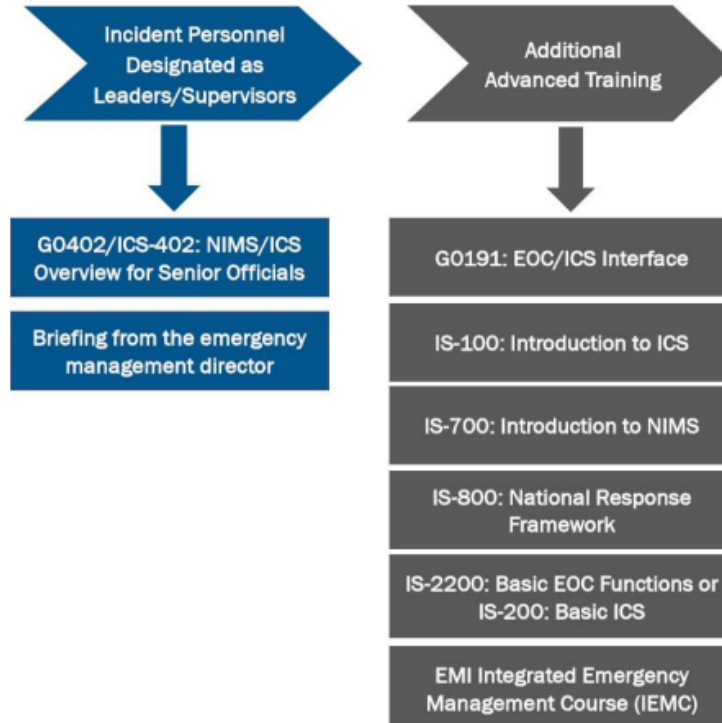 Incident Personnel
Designated as
Leaders/Supervisors
G0402/ICS-402: NIMS/ICS
Overview for Senior Officials
Briefing from the emergency
management director
Additional
Advanced Training
G0191: EOC/ICS Interface
IS-100: Introduction to ICS
IS-700: Introduction to NIMS
IS-800: National Response
Framework
IS-2200: Basic EOC Functions or
IS-200: Basic ICS
EMI Integrated Emergency
Management Course (IEMC)